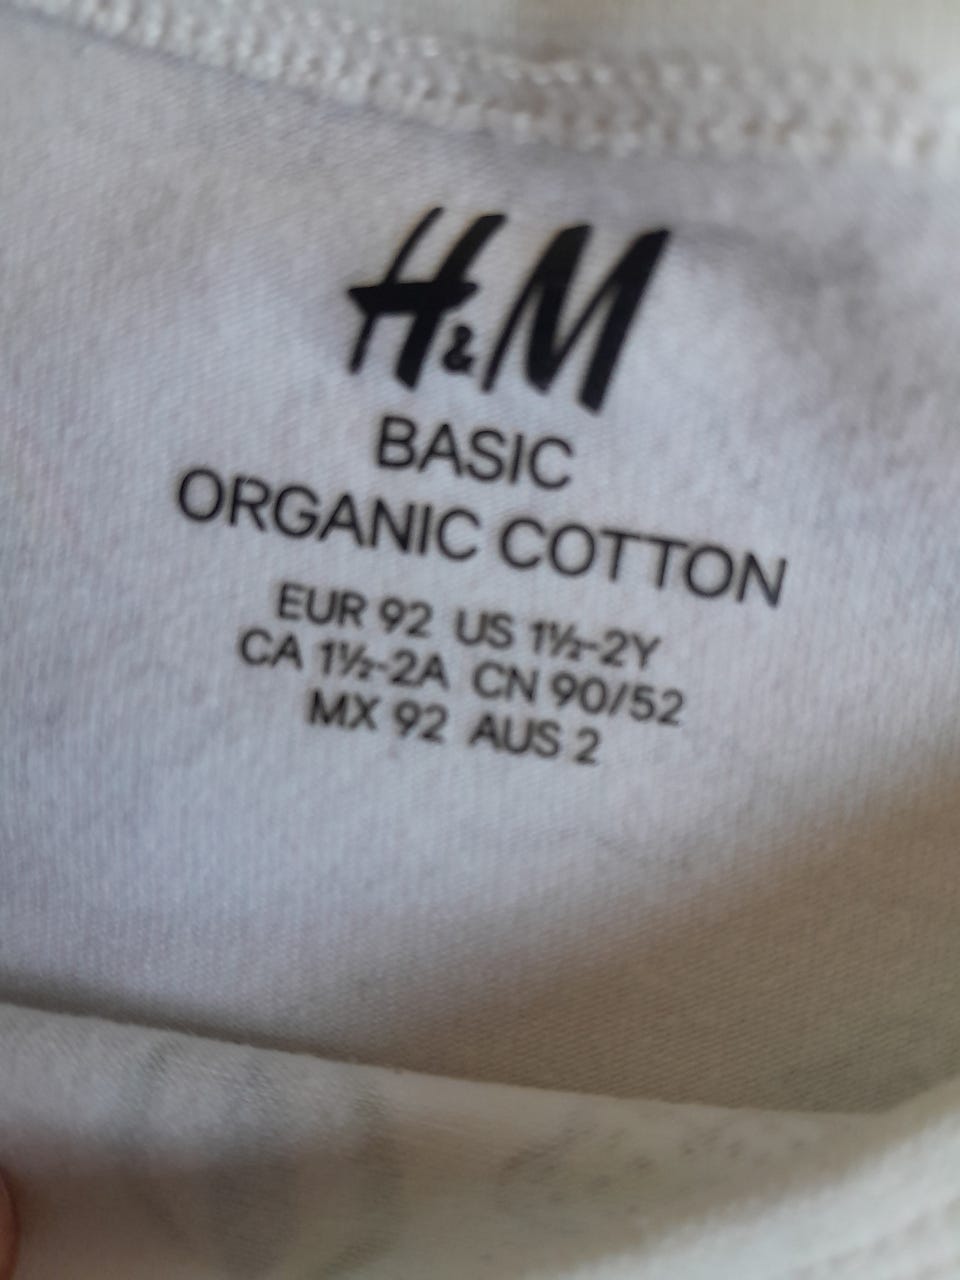 H&M
BASIC
ORGANIC COTTON
EUR 92 US 1½-2Y
CA 1½-2A CN 90/52
MX 92 AUS 2